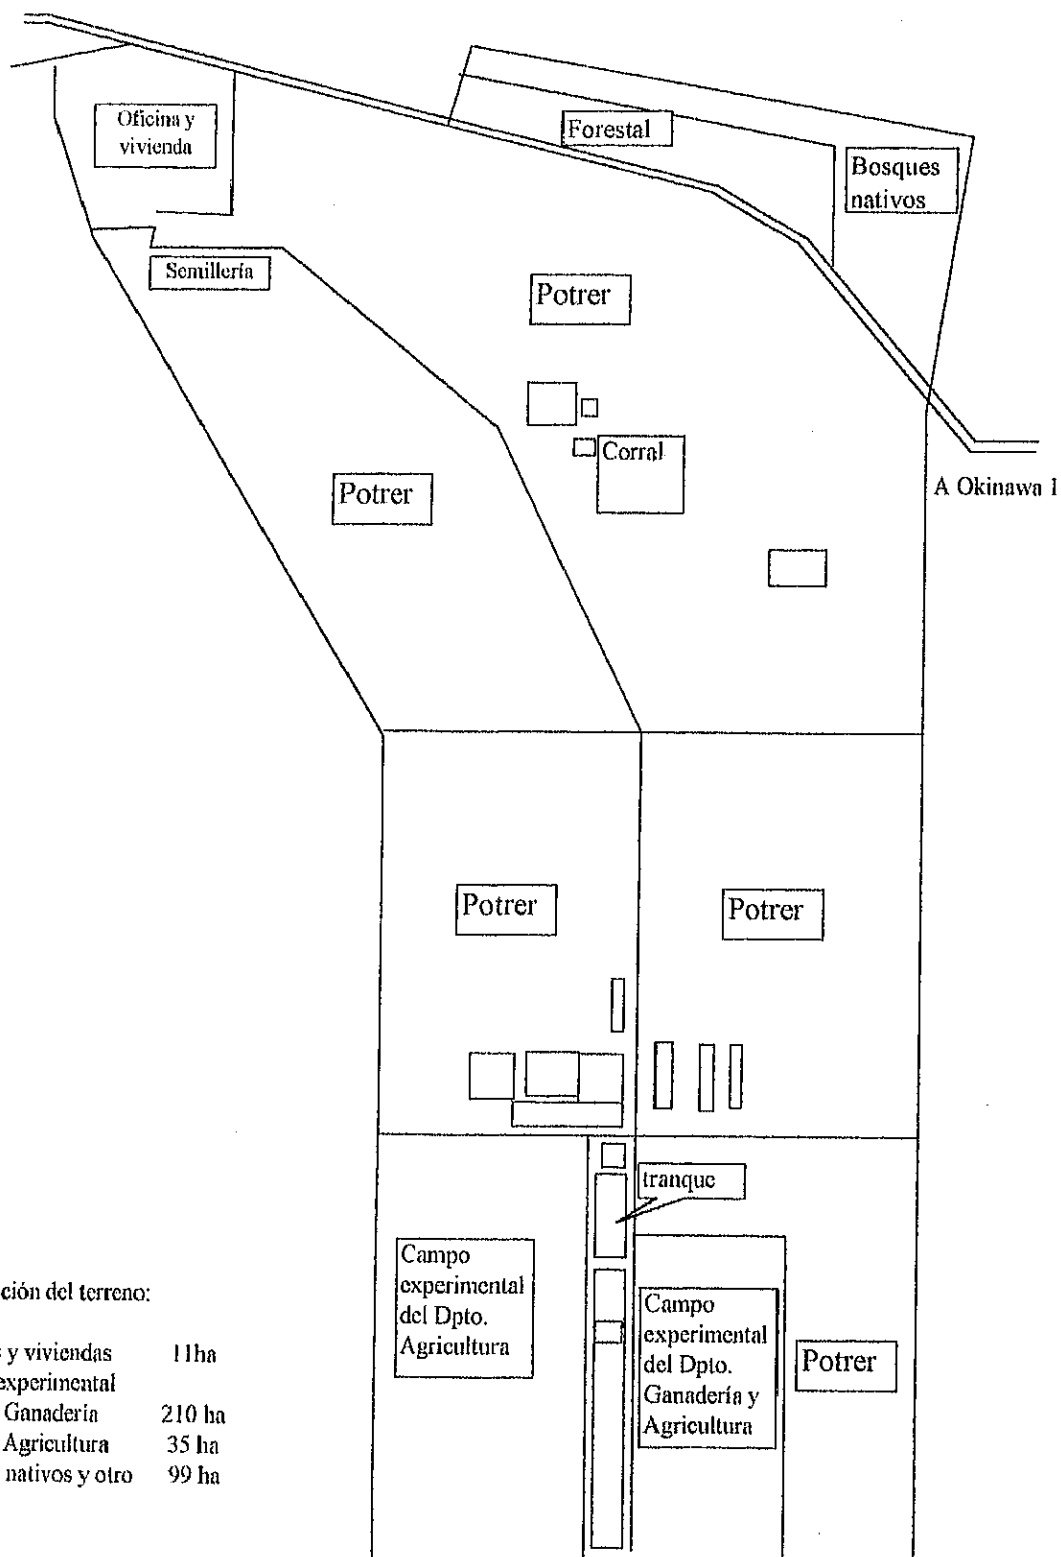 Oficina y
vivienda
Forestal
Bosques
nativos
Semillería
Potrer
Potrer
Corral
A Okinawa I
Potrer
Potrer
tranque
Campo
experimental
del Dpto.
Agricultura
Campo
experimental
del Dpto.
Ganadería y
Agricultura
Potrer
ción del terreno:
s y viviendas 11ha
experimental
Ganadería 210 ha
Agricultura 35 ha
nativos y otro 99 ha